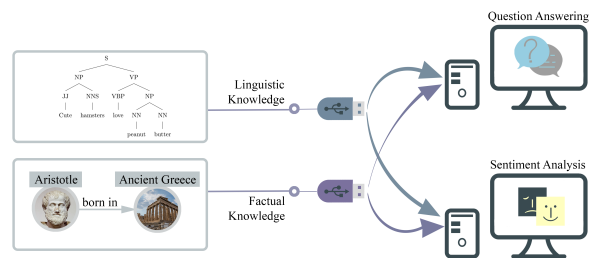 Question Answering
S
NP VP
JJ NNS VBP NP
Cute hamsters love NN NN
peanut butter
Linguistic
Knowledge
Aristotle
Ancient Greece
born in
Factual
Knowledge
Sentiment Analysis